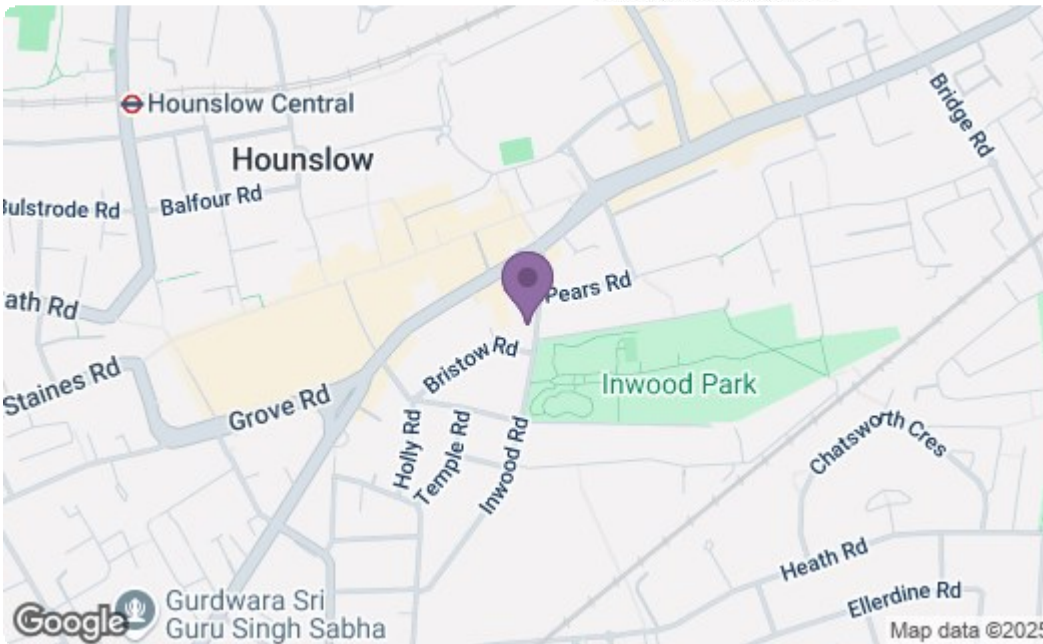 Hounslow Central
Hounslow
Bridge Rd
Bulstrode Rd
Balfour Rd
ath Rd
Pears Rd
Staines Rd
Bristow Rd
Inwood Park
Grove Rd
Holly Rd
Temple Rd
Inwood Rd
Chatsworth Cres
Heath Rd
Ellerdine Rd
Gurdwara Sri
Guru Singh Sabha
Google
Map data ©2025